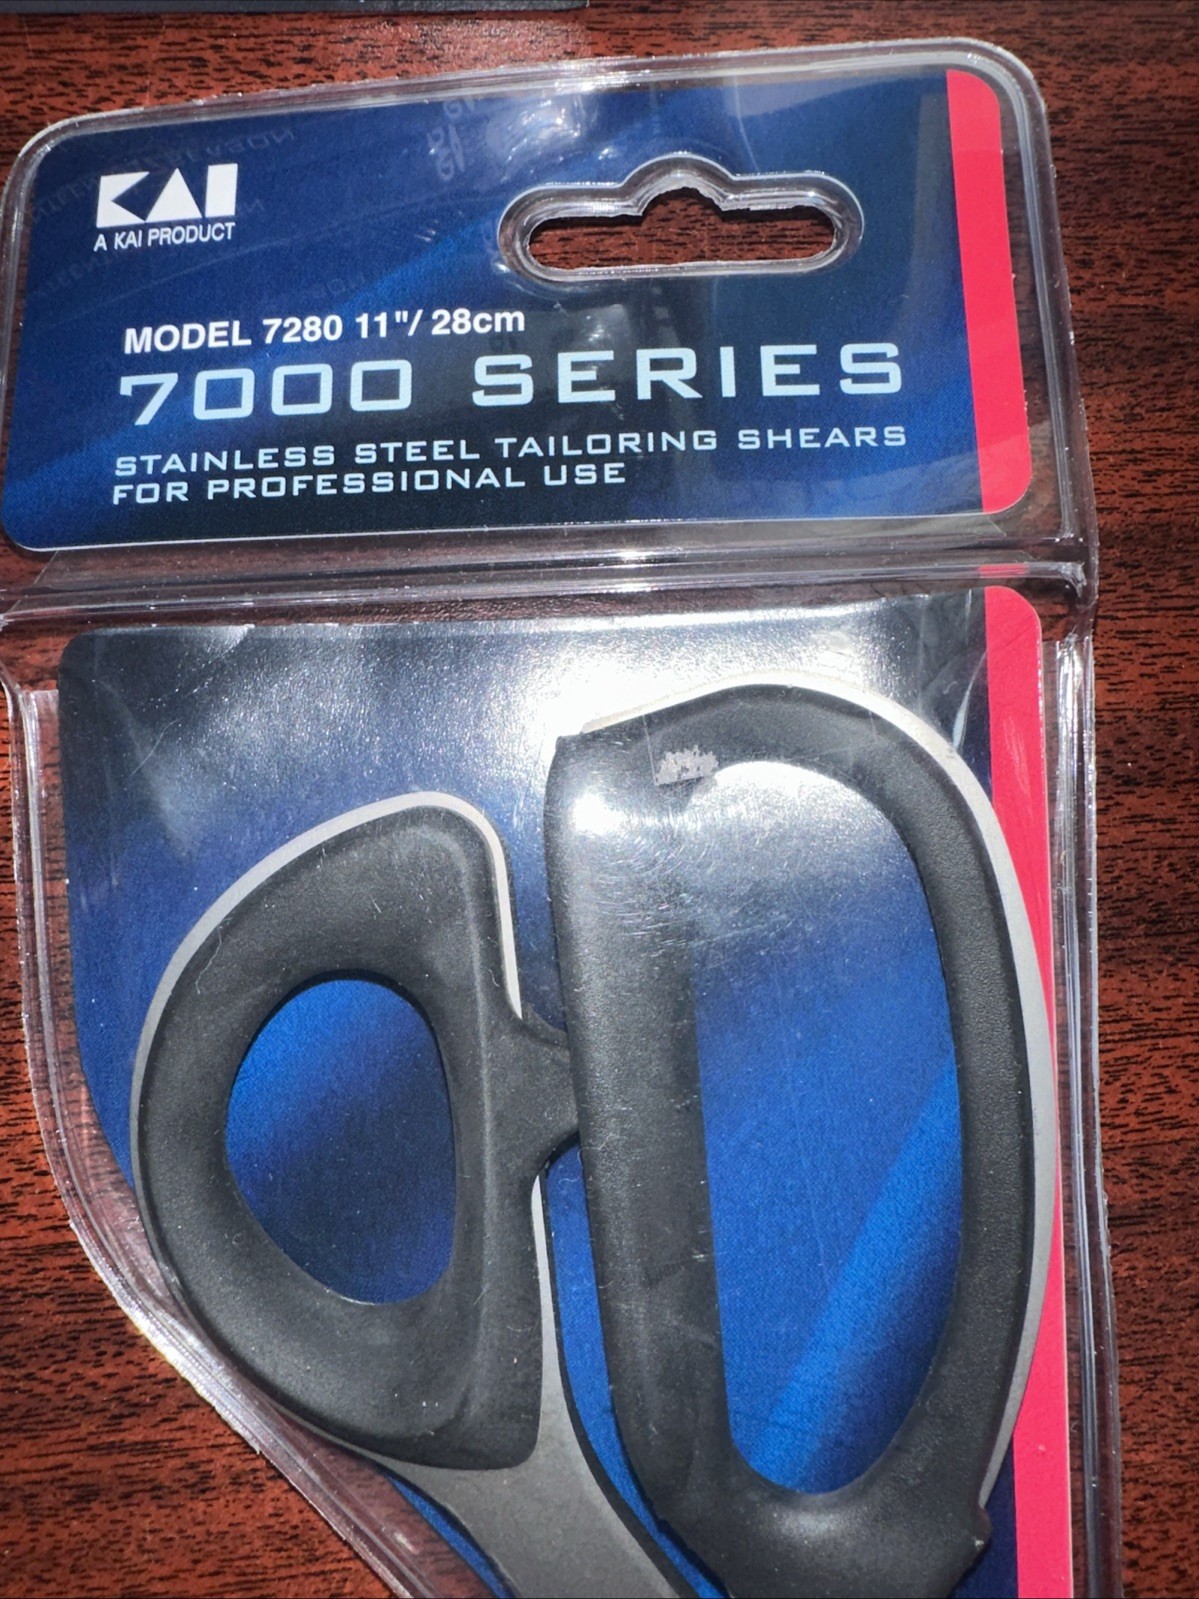 KAI
A KAI PRODUCT
MODEL 7280 11"/ 28cm
7000 SERIES
STAINLESS STEEL TAILORING SHEARS
FOR PROFESSIONAL USE